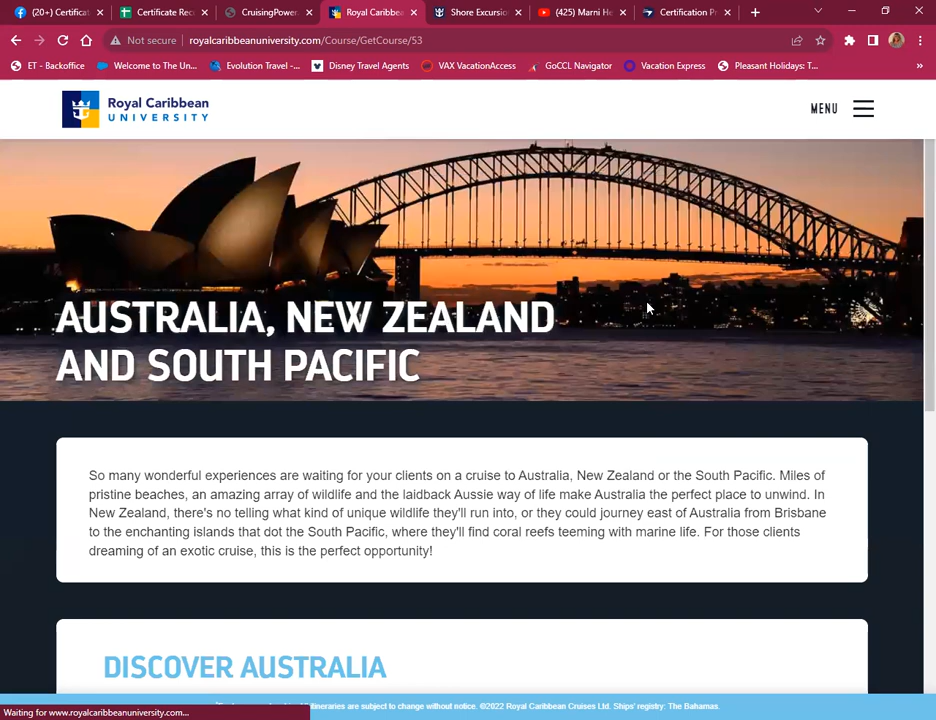 (20+) Certificat
Certificate Rec
CruisingPower
Royal Caribbe
Shore Excursio
(425) Marni He
Certification Pr
Not secure
royalcaribbeanuniversity.com/Course/GetCourse/53
ET - Backoffice
Welcome to The Un...
Evolution Travel -...
Disney Travel Agents
VAX VacationAccess
GoCCL Navigator
Vacation Express
Pleasant Holidays: T...
»
Royal Caribbean
UNIVERSITY
MENU
AUSTRALIA, NEW ZEALAND
AND SOUTH PACIFIC
So many wonderful experiences are waiting for your clients on a cruise to Australia, New Zealand or the South Pacific. Miles of
pristine beaches, an amazing array of wildlife and the laidback Aussie way of life make Australia the perfect place to unwind. In
New Zealand, there's no telling what kind of unique wildlife they'll run into, or they could journey east of Australia from Brisbane
to the enchanting islands that dot the South Pacific, where they'll find coral reefs teeming with marine life. For those clients
dreaming of an exotic cruise, this is the perfect opportunity!
DISCOVER AUSTRALIA
itineraries are subject to change without notice. ©2022 Royal Caribbean Cruises Ltd. Ships' registry: The Bahamas.
Waiting for www.royalcaribbeanuniversity.com...